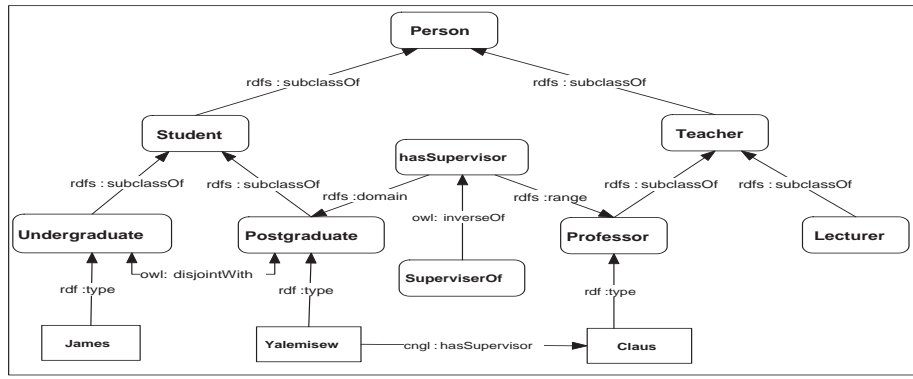 Person
rdfs : subclassOf
rdfs : subclassOf
Student
Teacher
hasSupervisor
rdfs : subclassOf
rdfs : subclassOf
rdfs :domain
rdfs :range
rdfs : subclassOf
rdfs : subclassOf
owl: inverseOf
Undergraduate
Postgraduate
Professor
Lecturer
owl: disjointWith
SuperviserOf
rdf :type
rdf :type
rdf :type
James
Yalemisew
cngl : hasSupervisor
Claus